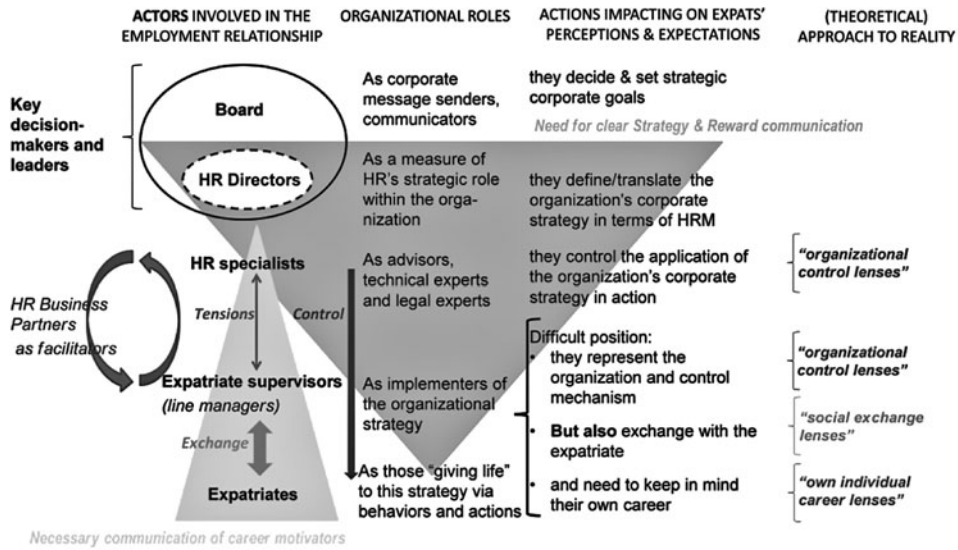 ACTORS INVOLVED IN THE
EMPLOYMENT RELATIONSHIP
ORGANIZATIONAL ROLES
ACTIONS IMPACTING ON EXPATS'
PERCEPTIONS & EXPECTATIONS
(THEORETICAL)
APPROACH TO REALITY
Key
decision-
makers and
leaders
Board
As corporate
message senders,
communicators
they decide & set strategic
corporate goals
Need for clear Strategy & Reward communication
HR Directors
As a measure of
HR's strategic role
within the orga-
nization
they define/translate the
organization's corporate
strategy in terms of HRM
HR specialists
As advisors,
technical experts
and legal experts
they control the application of
the organization's corporate
strategy in action
"organizational
control lenses"
HR Business
Partners
as facilitators
Tensions
Control
Expatriate supervisors
(line managers)
As implementers of
the organizational
strategy
Difficult position:
• they represent the
organization and control
mechanism
"organizational
control lenses"
• But also exchange with the
expatriate
"social exchange
lenses"
Exchange
Expatriates
As those "giving life"
to this strategy via
behaviors and actions
• and need to keep in mind
their own career
"own individual
career lenses"
Necessary communication of career motivators